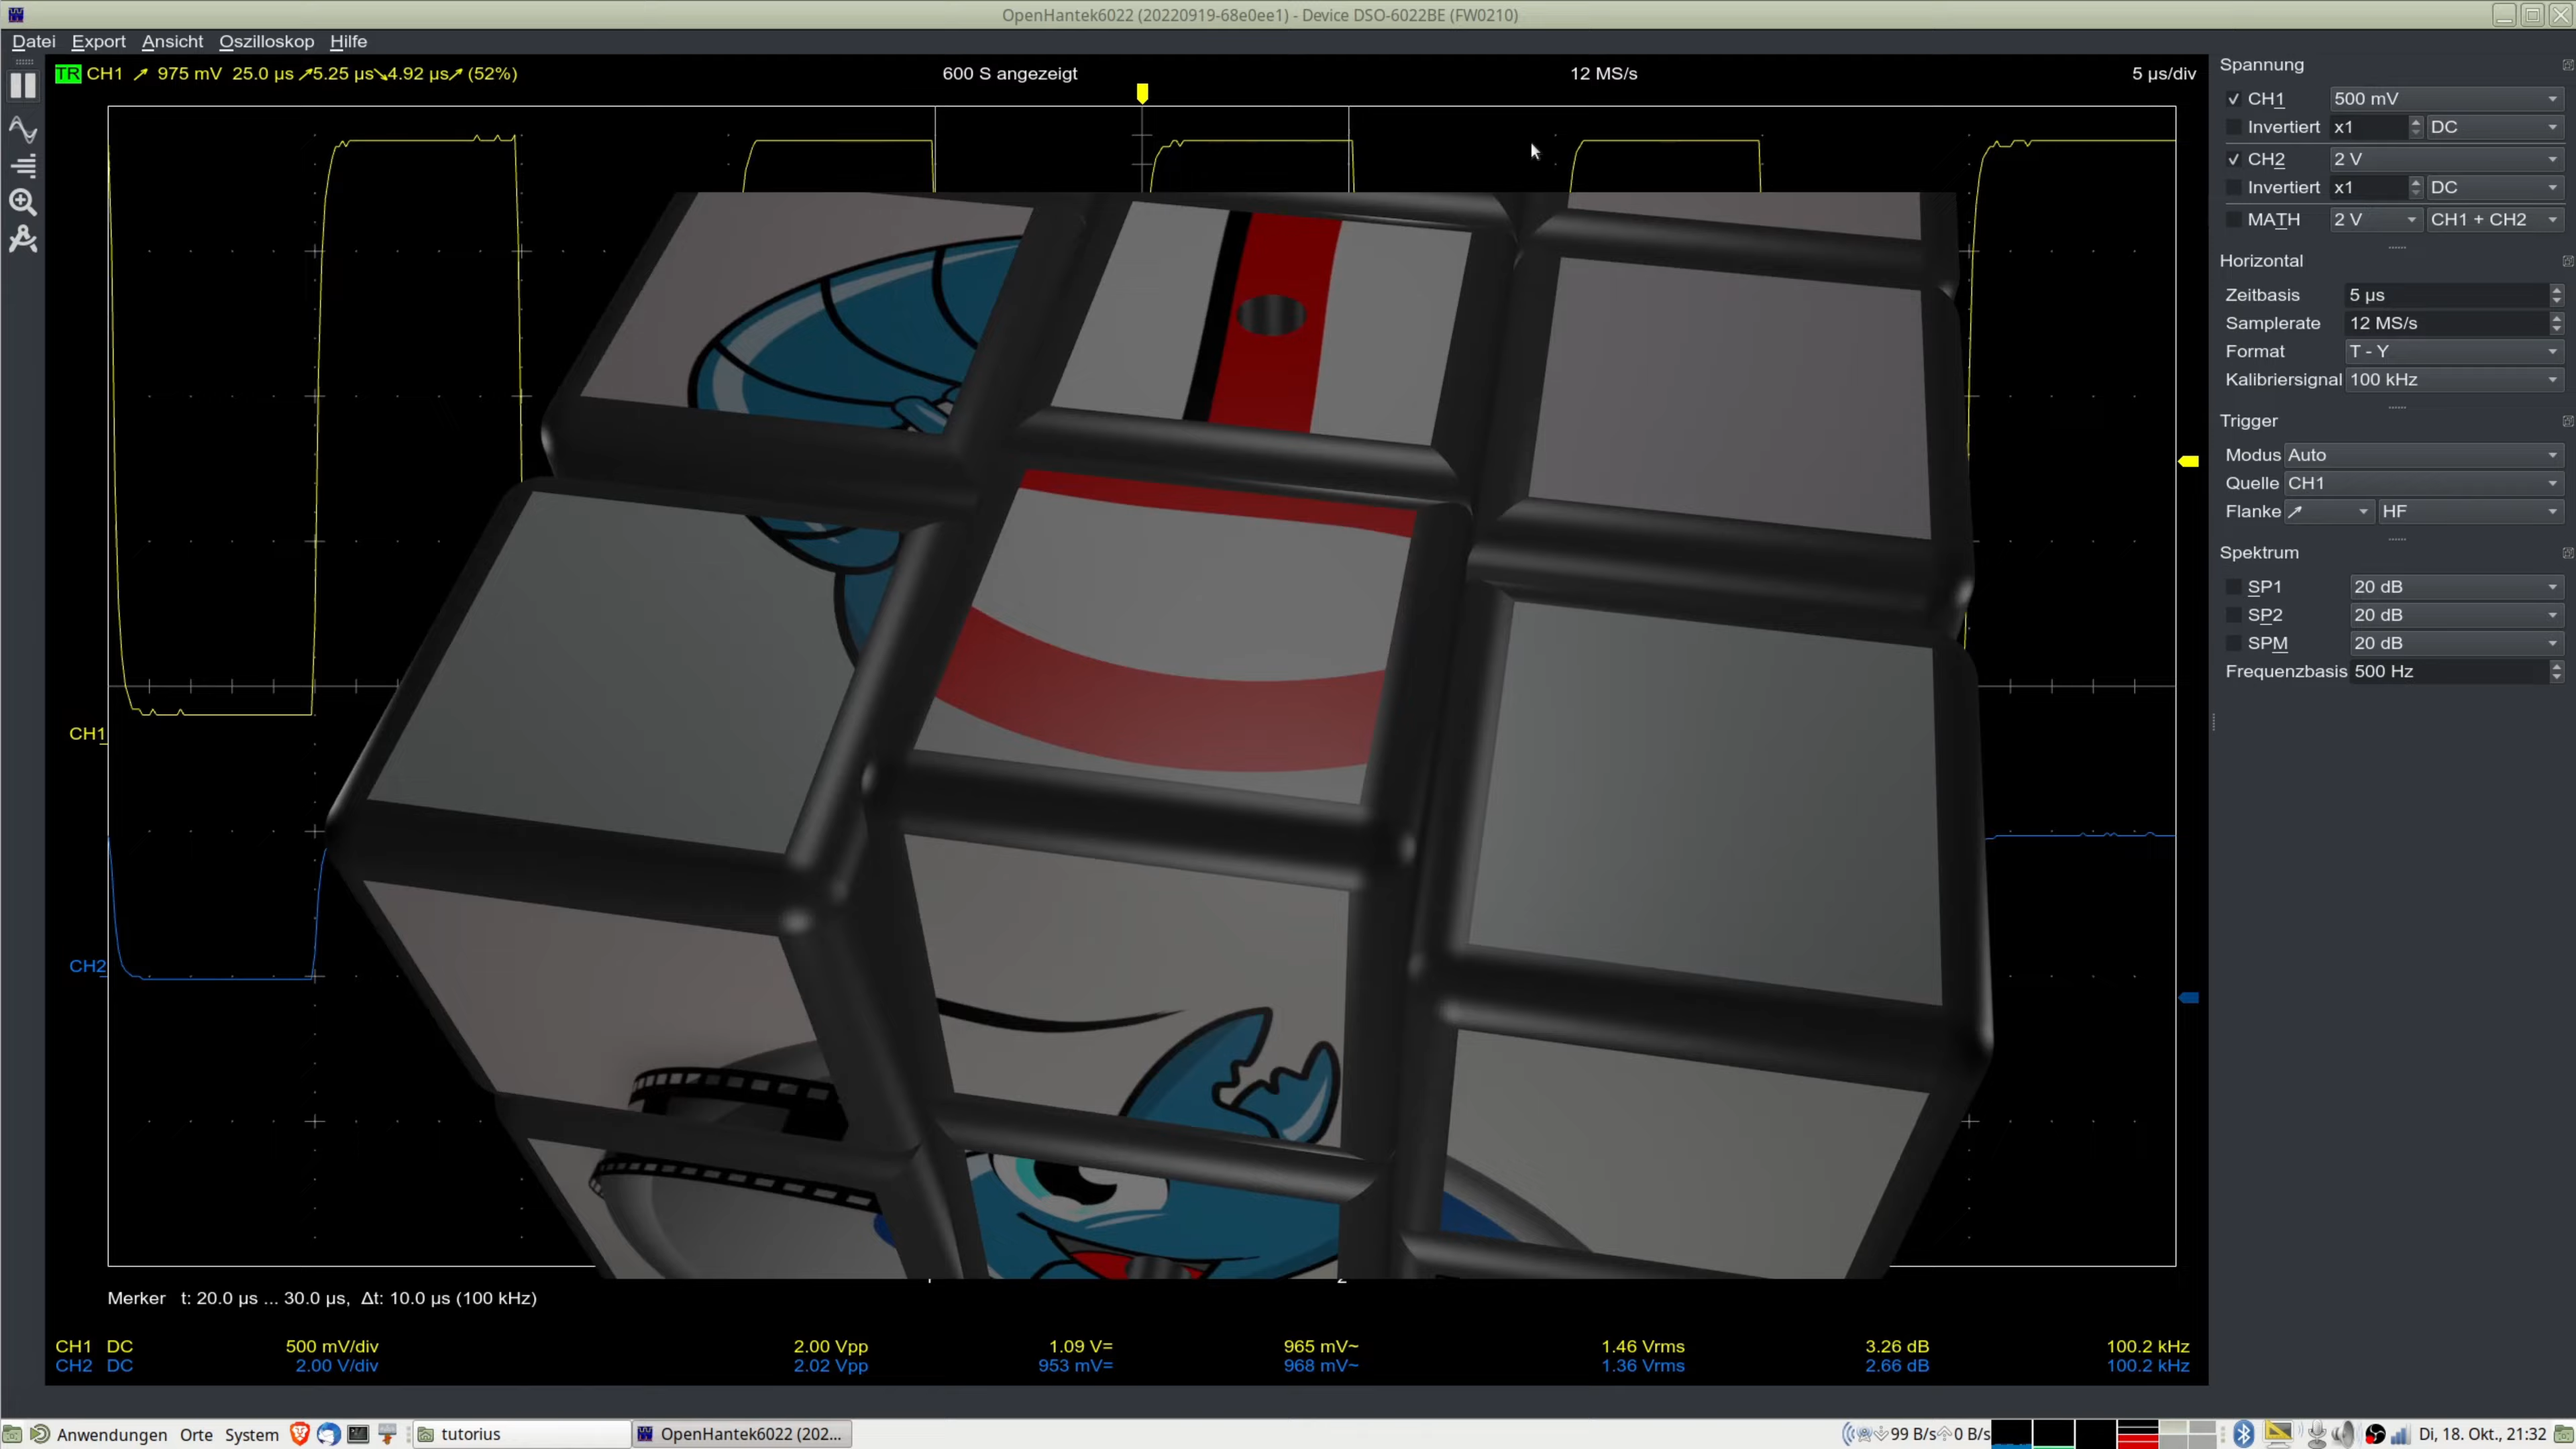 OpenHantek6022 (20220919-68e0ee1) - Device DSO-6022BE (FW0210)
Datei Export Ansicht Oszilloskop Hilfe
TR CH1 ↗ 975 mV 25.0 µs ↗5.25 µs↘4.92 µs↗ (52%) 600 S angezeigt 12 MS/s 5 µs/div
Spannung
CH1 500 mV
Invertiert x1 DC
CH2 2 V
Invertiert x1 DC
MATH 2 V CH1 + CH2
Horizontal
Zeitbasis 5 µs
Samplerate 12 MS/s
Format T - Y
Kalibriersignal 100 kHz
Trigger
Modus Auto
Quelle CH1
Flanke ↗ HF
Spektrum
SP1 20 dB
SP2 20 dB
SPM 20 dB
Frequenzbasis 500 Hz
CH1
CH2
Merker t: 20.0 µs ... 30.0 µs, Δt: 10.0 µs (100 kHz)
CH1 DC 500 mV/div 2.00 Vpp 1.09 V= 965 mV~ 1.46 Vrms 3.26 dB 100.2 kHz
CH2 DC 2.00 V/div 2.02 Vpp 953 mV= 968 mV~ 1.36 Vrms 2.66 dB 100.2 kHz
Anwendungen Orte System tutorius OpenHantek6022 (202... 99 B/s 0 B/s Di, 18. Okt., 21:32